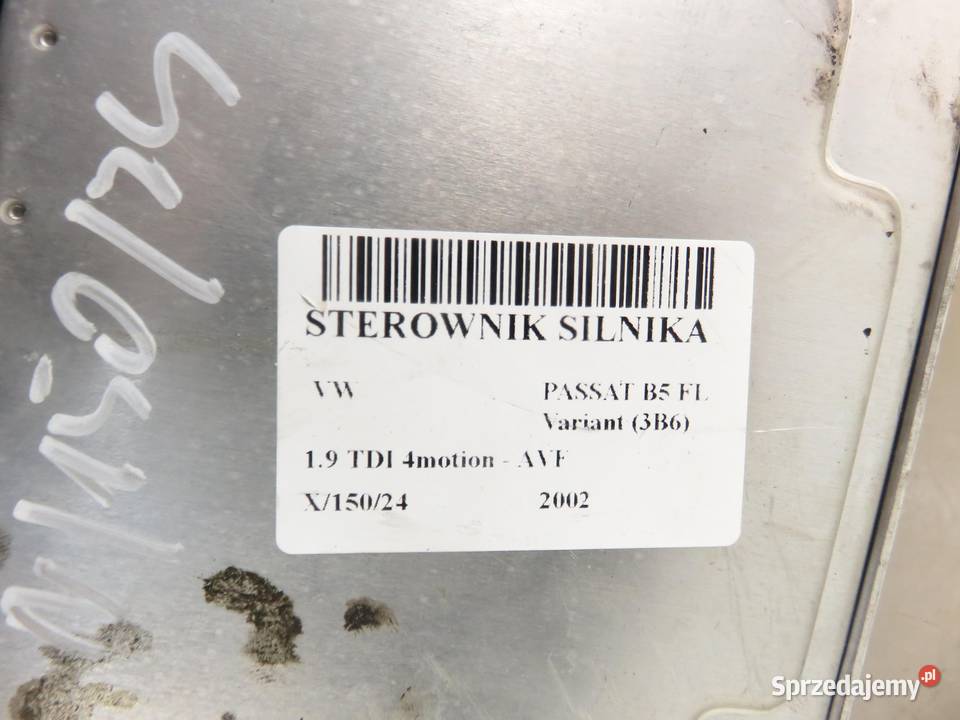 STEROWNIK SILNIKA
VW PASSAT B5 FL
Variant (3B6)
1.9 TDI 4motion - AVF
X/150/24 2002
Sprzedajemy.pl